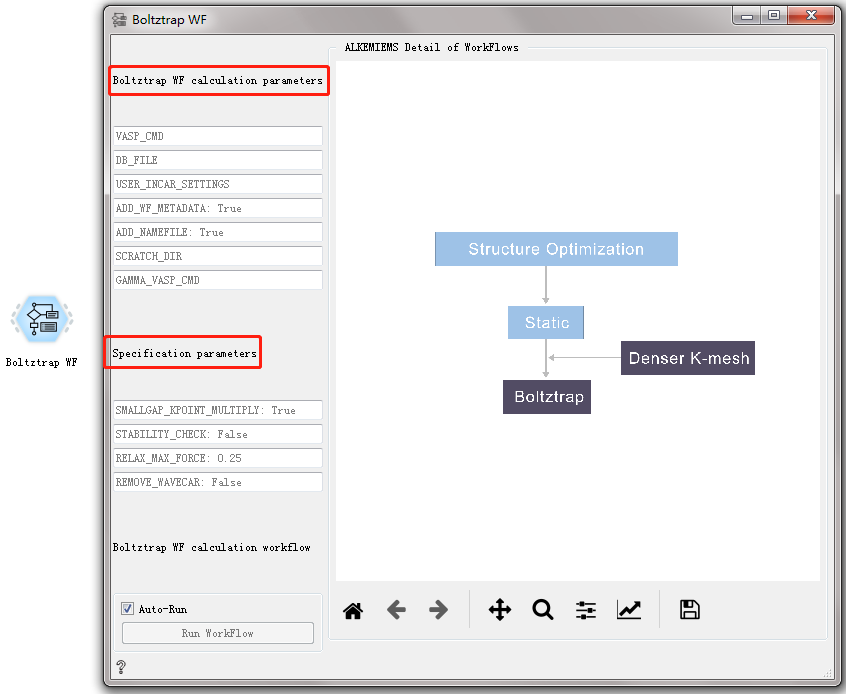 Boltztrap WF
Boltztrap WF
ALKEMIEMS Detail of WorkFlows
Boltztrap WF calculation parameters
VASP_CMD
DB_FILE
USER_INCAR_SETTINGS
ADD_WF_METADATA: True
ADD_NAMEFILE: True
SCRATCH_DIR
GAMMA_VASP_CMD
Specification parameters
SMALLGAP_KPOINT_MULTIPLY: True
STABILITY_CHECK: False
RELAX_MAX_FORCE: 0.25
REMOVE_WAVECAR: False
Boltztrap WF calculation workflow
Auto-Run
Run WorkFlow
?
Structure Optimization
Static
Denser K-mesh
Boltztrap